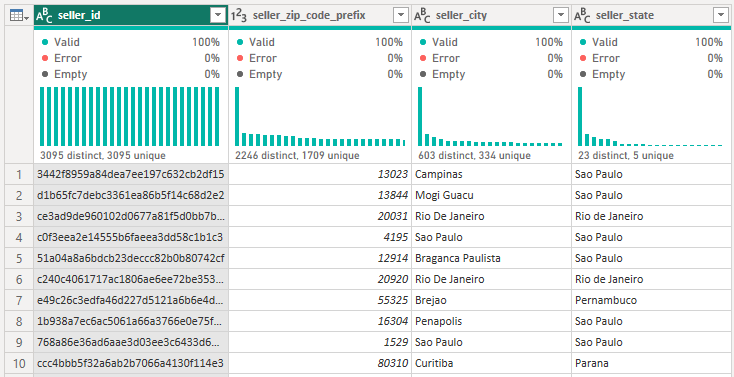 ABC seller_id 123 seller_zip_code_prefix ABC seller_city ABC seller_state
Valid 100% Valid 100% Valid 100% Valid 100%
Error 0% Error 0% Error 0% Error 0%
Empty 0% Empty 0% Empty 0% Empty 0%
3095 distinct, 3095 unique 2246 distinct, 1709 unique 603 distinct, 334 unique 23 distinct, 5 unique
1 3442f8959a84dea7ee197c632cb2df15 13023 Campinas Sao Paulo
2 d1b65fc7debc3361ea86b5f14c68d2e2 13844 Mogi Guacu Sao Paulo
3 ce3ad9de960102d0677a81f5d0bb7b... 20031 Rio De Janeiro Rio de Janeiro
4 c0f3eea2e14555b6faeea3dd58c1b1c3 4195 Sao Paulo Sao Paulo
5 51a04a8a6bdcb23deccc82b0b80742cf 12914 Braganca Paulista Sao Paulo
6 c240c4061717ac1806ae6ee72be353... 20920 Rio De Janeiro Rio de Janeiro
7 e49c26c3edfa46d227d5121a6b6e4d... 55325 Brejao Pernambuco
8 1b938a7ec6ac5061a66a3766e0e75f... 16304 Penapolis Sao Paulo
9 768a86e36ad6aae3d03ee3c6433d6... 1529 Sao Paulo Sao Paulo
10 ccc4bbb5f32a6ab2b7066a4130f114e3 80310 Curitiba Parana